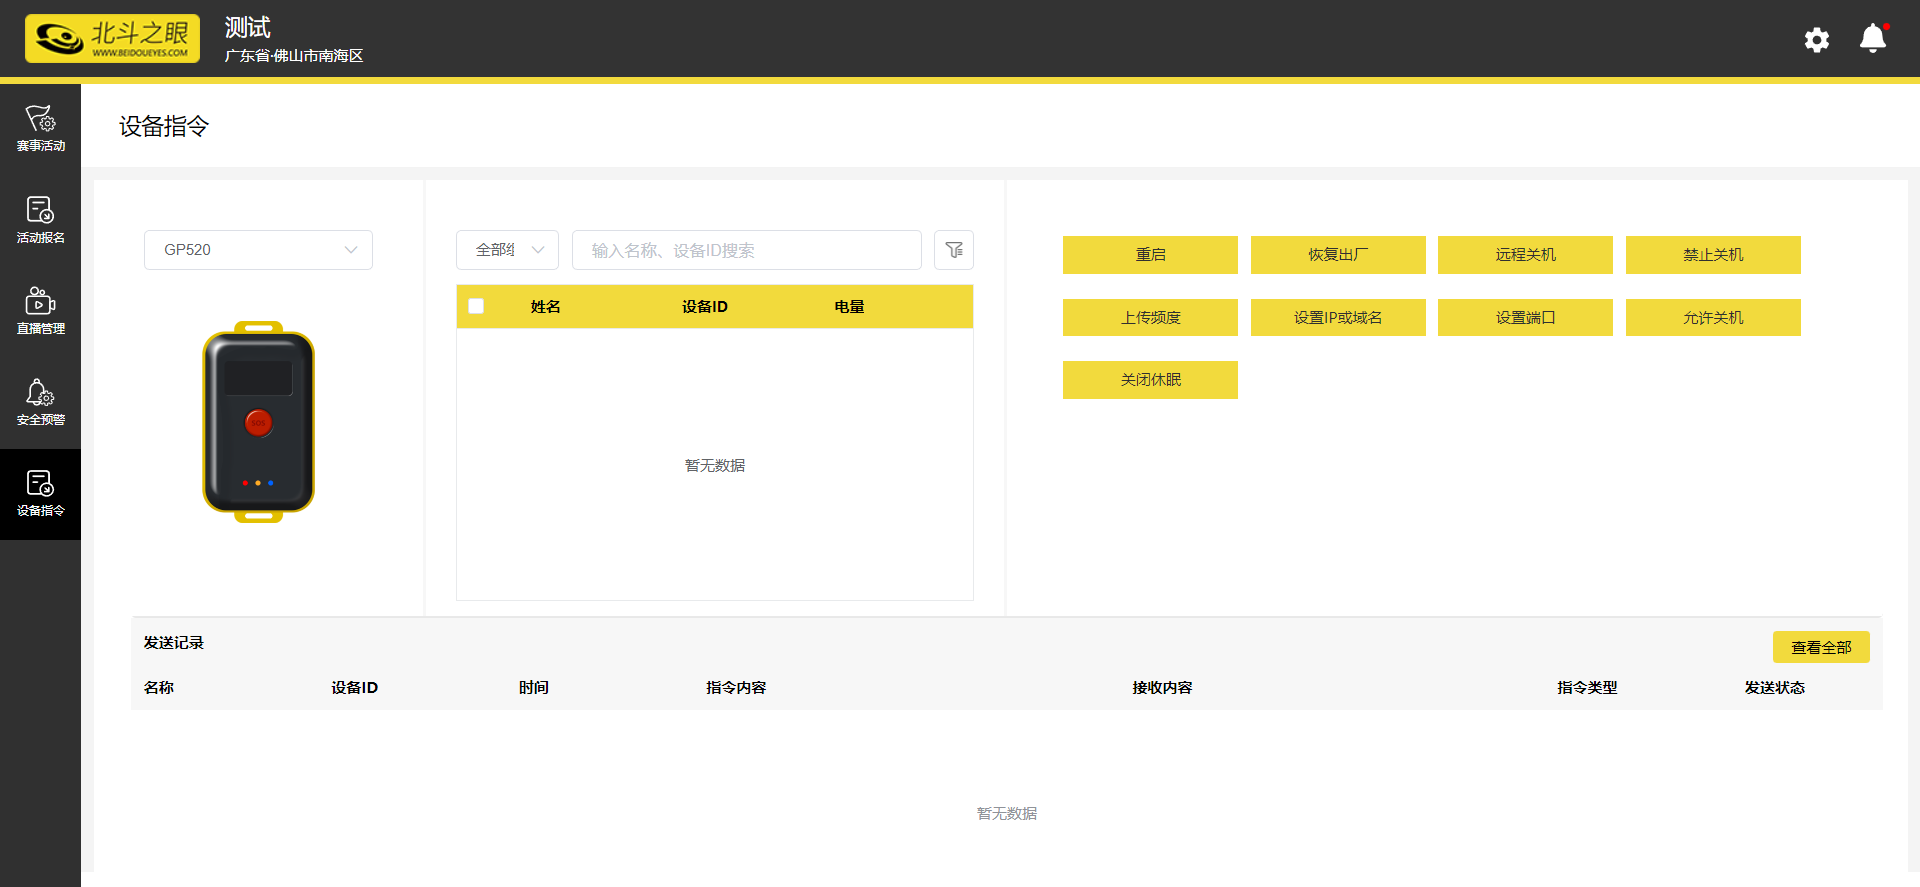 北斗之眼
WWW.BEIDOUEYES.COM
测试
广东省·佛山市南海区
赛事活动
活动报名
直播管理
安全预警
设备指令
设备指令
GP520
SOS
全部组
输入名称、设备ID搜索
姓名 设备ID 电量
暂无数据
重启 恢复出厂 远程关机 禁止关机
上传频度 设置IP或域名 设置端口 允许关机
关闭休眠
发送记录
查看全部
名称 设备ID 时间 指令内容 接收内容 指令类型 发送状态
暂无数据